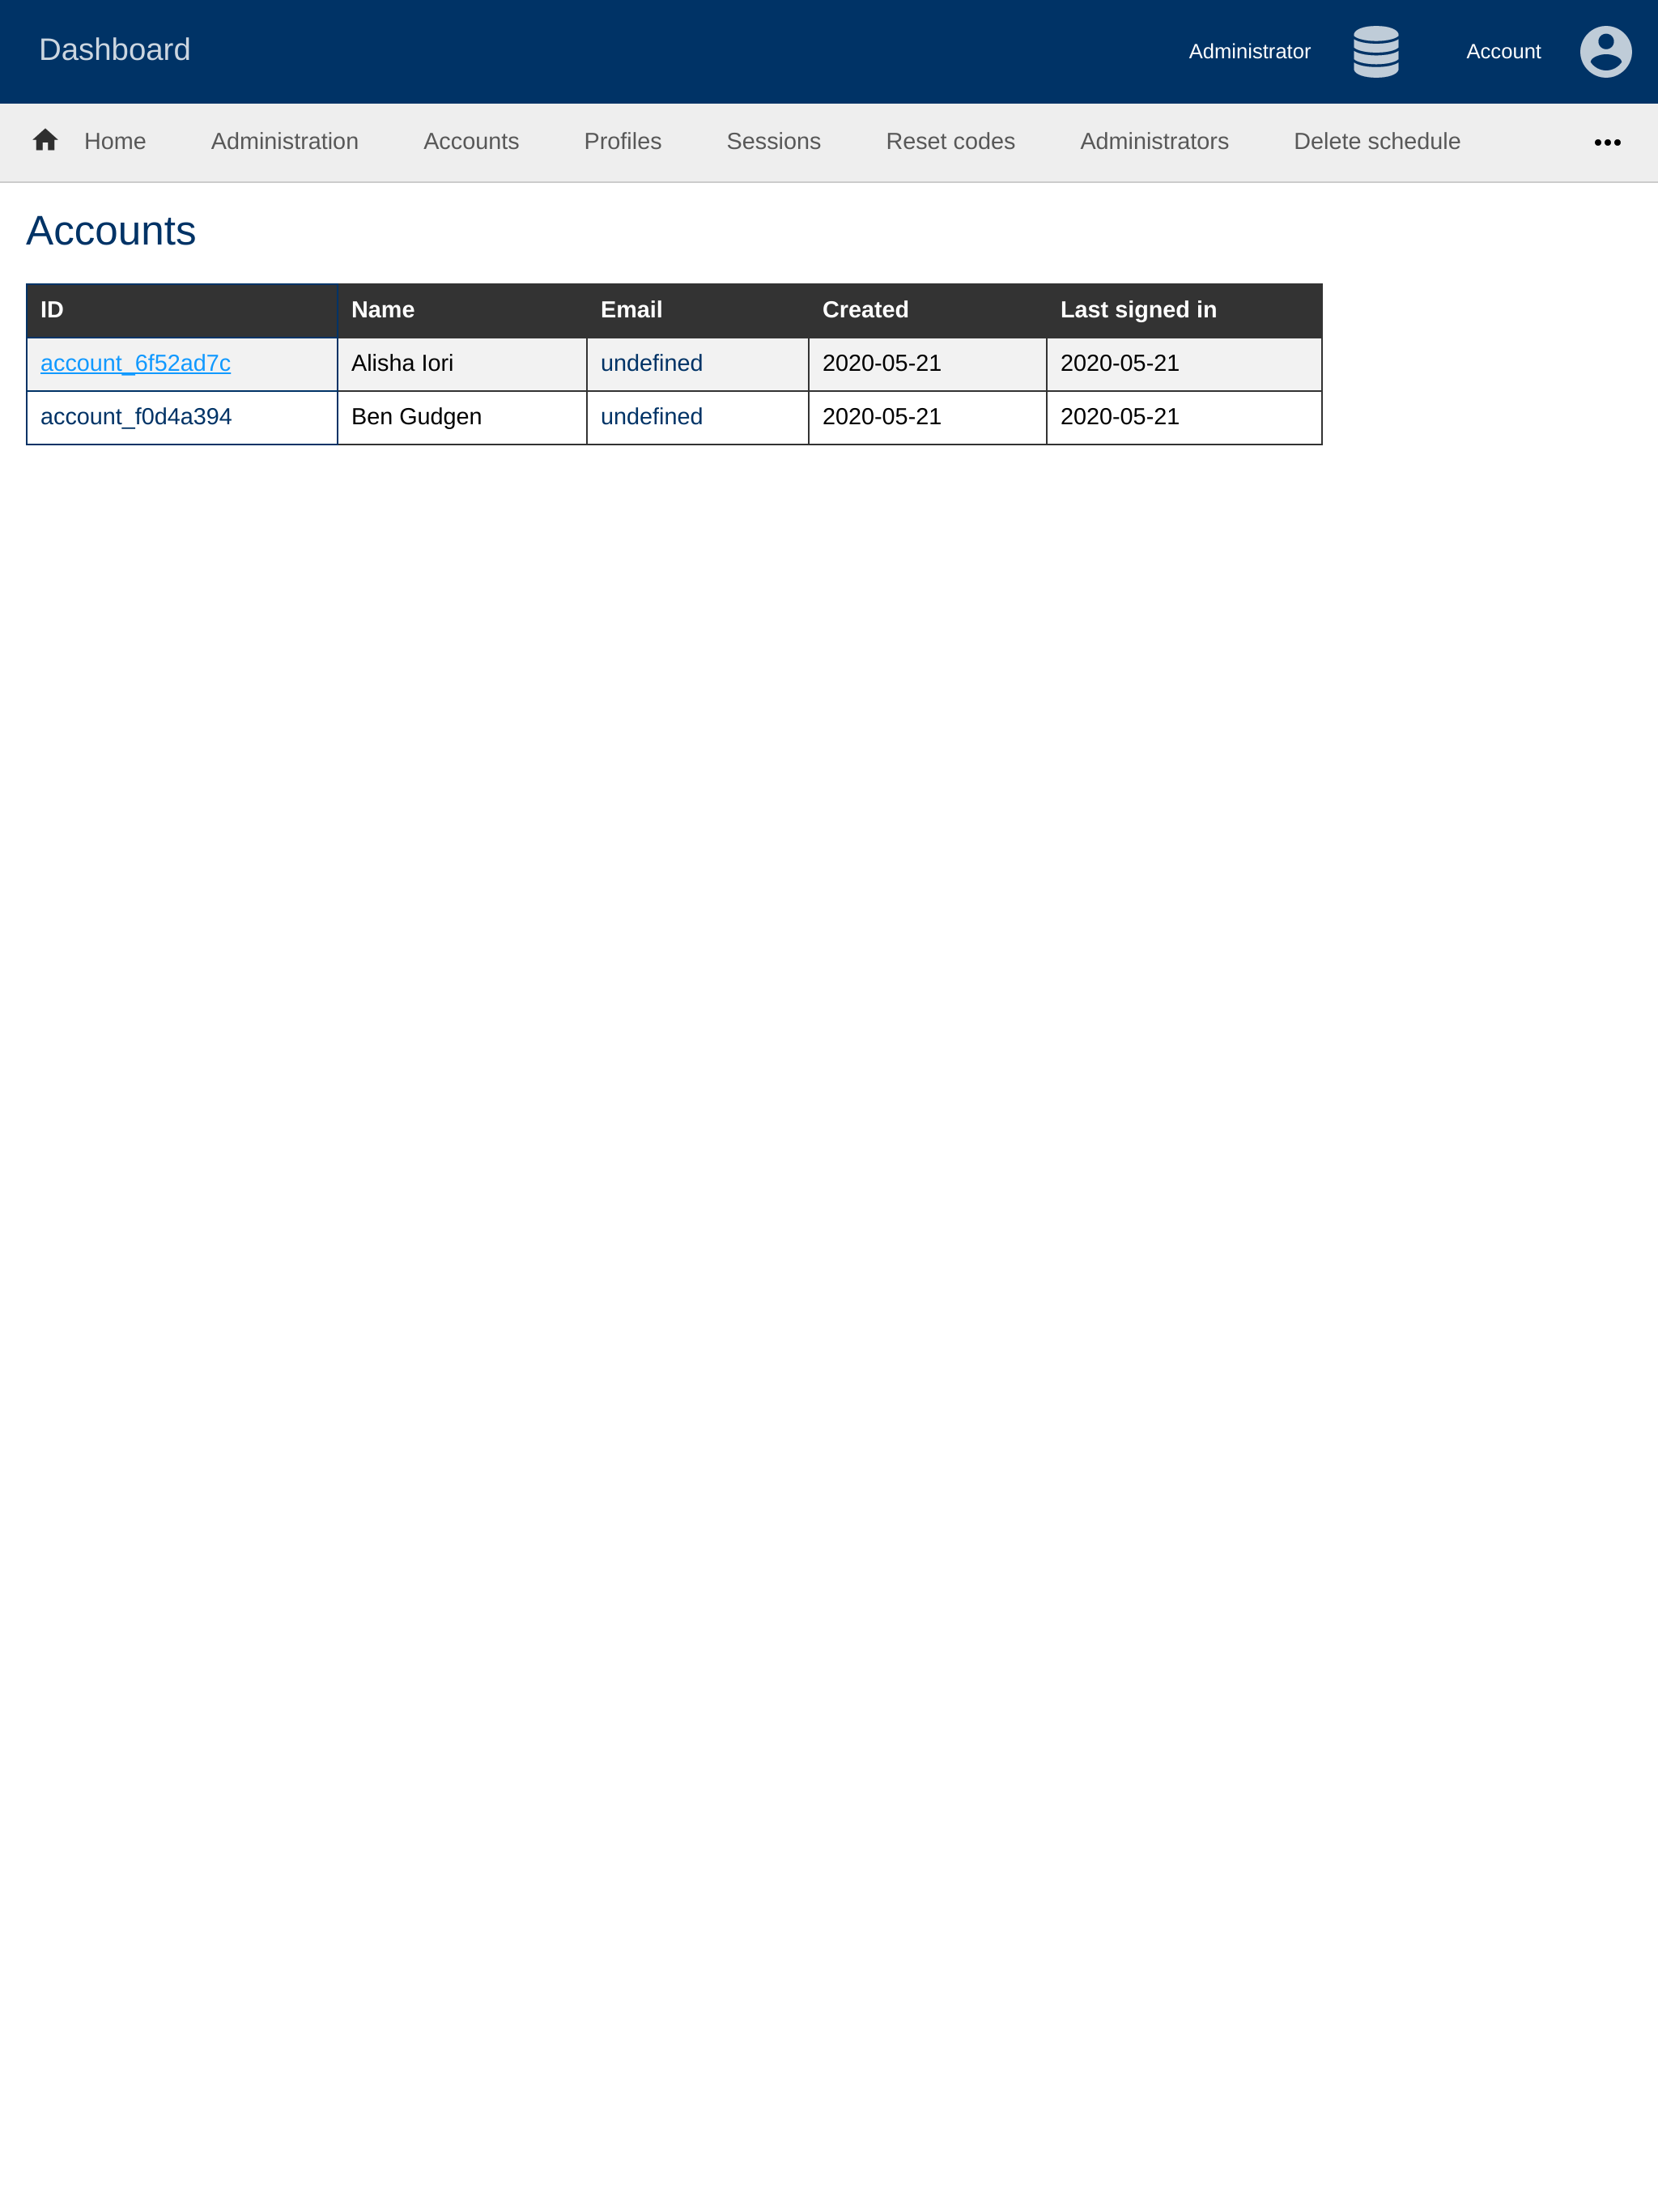 Dashboard Administrator Account
Home Administration Accounts Profiles Sessions Reset codes Administrators Delete schedule •••
Accounts
ID Name Email Created Last signed in
account_6f52ad7c Alisha Iori undefined 2020-05-21 2020-05-21
account_f0d4a394 Ben Gudgen undefined 2020-05-21 2020-05-21